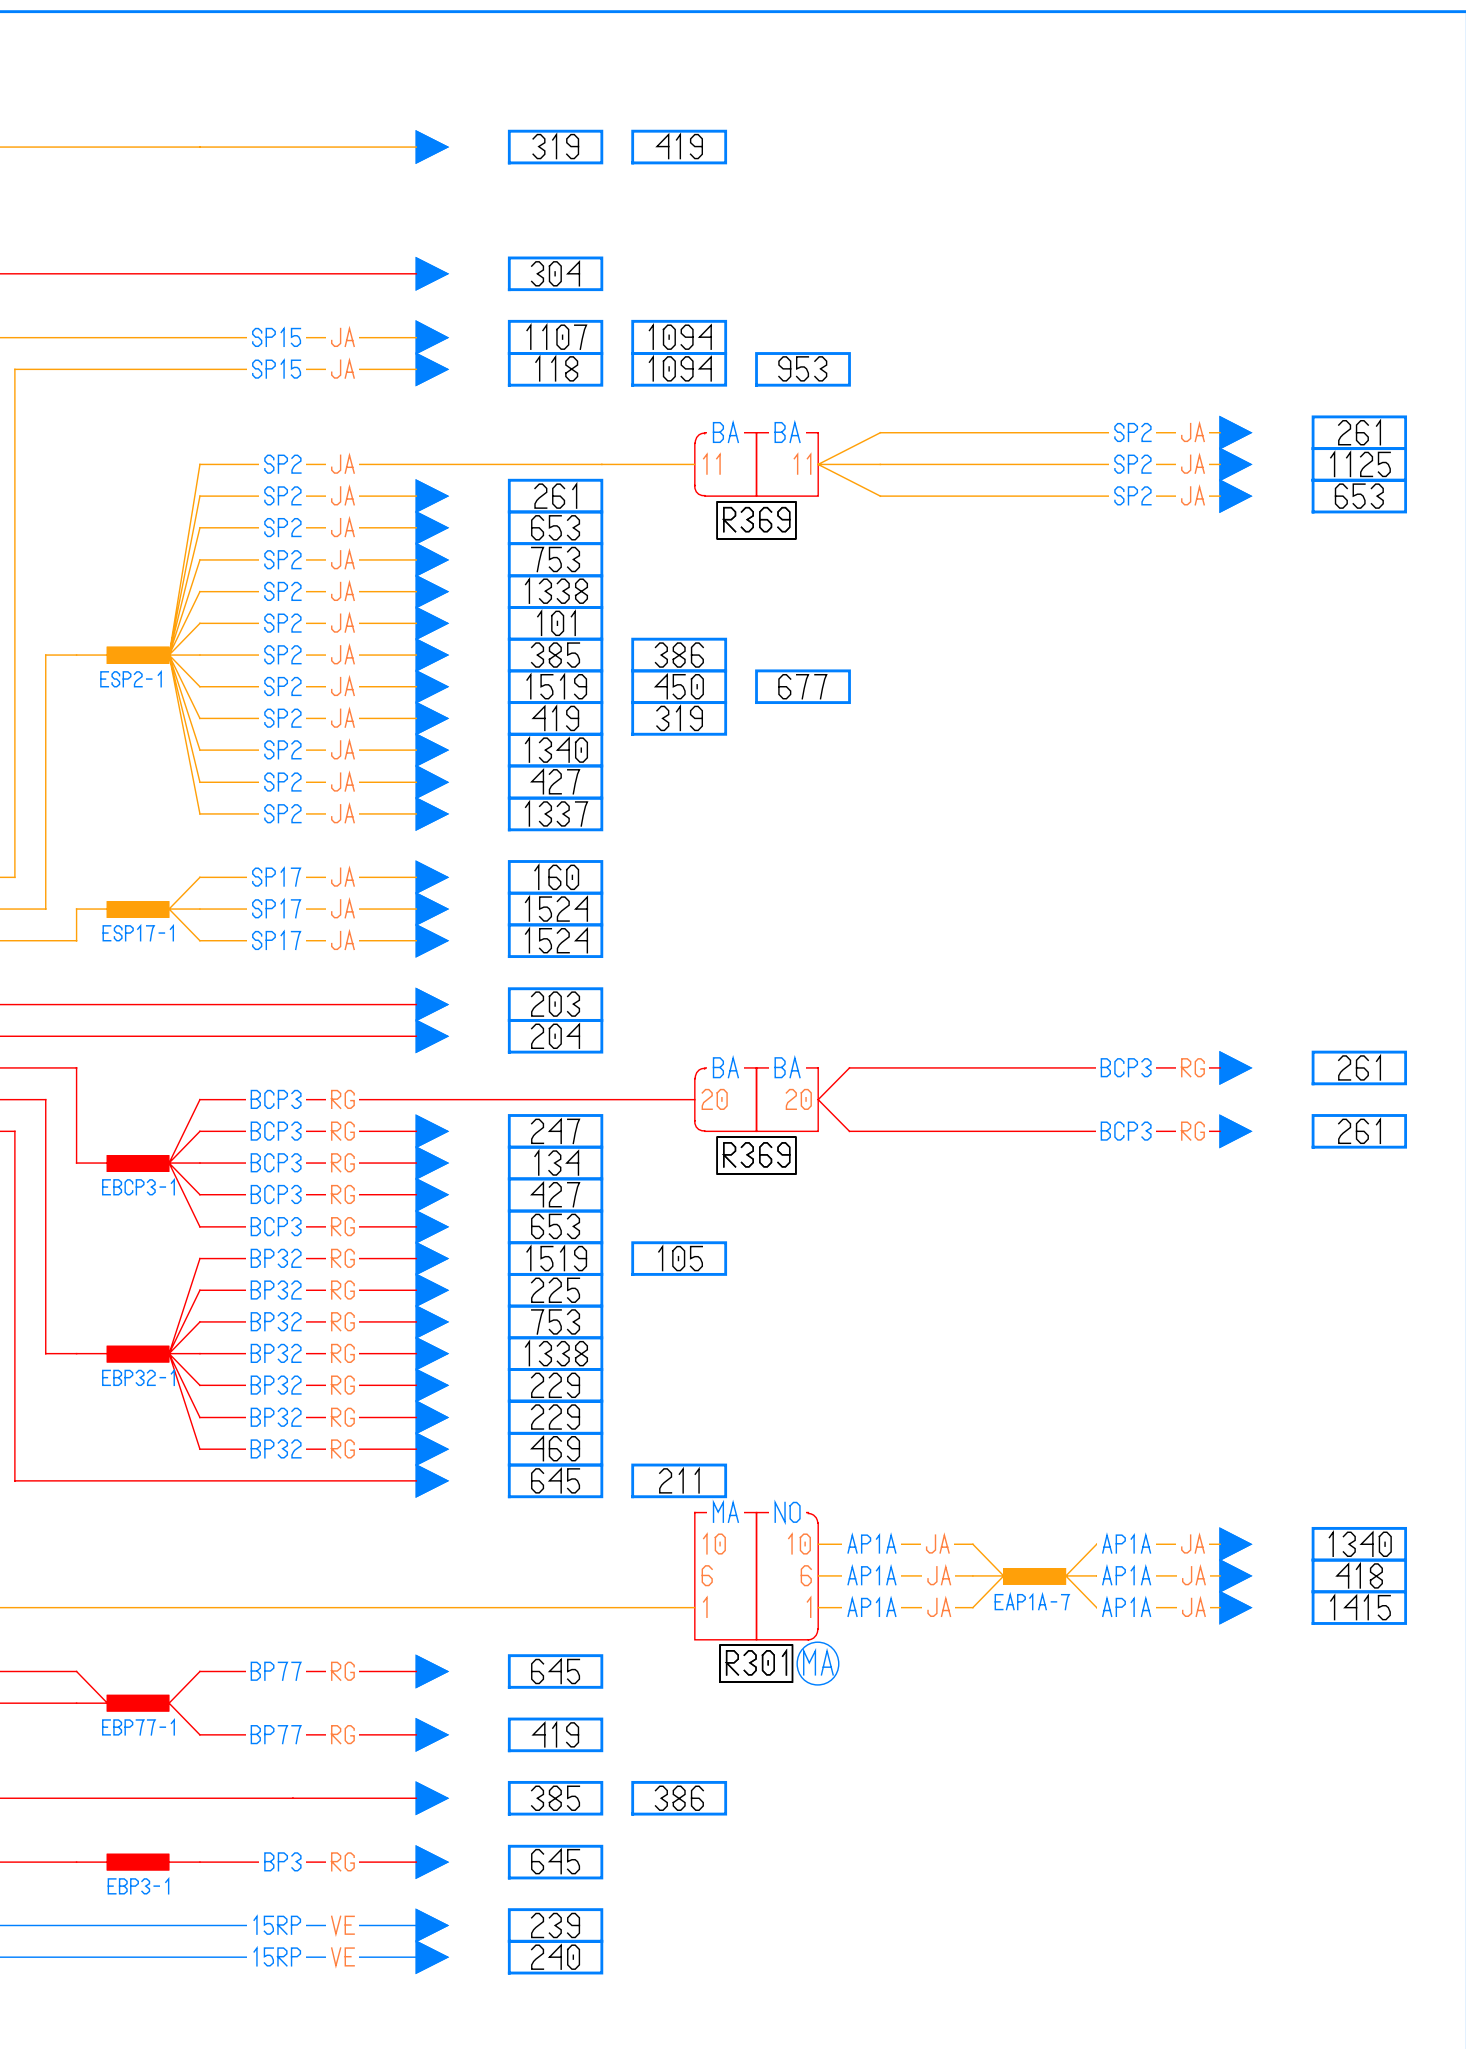 319 419
304
SP15 JA 1107 1094
SP15 JA 118 1094 953
BA BA SP2 JA 261
SP2 JA 11 11 SP2 JA 1125
SP2 JA 261 SP2 JA 653
R369
SP2 JA 653
SP2 JA 753
SP2 JA 1338
SP2 JA 101
SP2 JA 385 386
ESP2-1
SP2 JA 1519 450 677
SP2 JA 419 319
SP2 JA 1340
SP2 JA 427
SP2 JA 1337
SP17 JA 160
SP17 JA 1524
ESP17-1
SP17 JA 1524
203
204
BA BA BCP3 RG 261
BCP3 RG 20 20
BCP3 RG 247 BCP3 RG 261
R369
BCP3 RG 134
EBCP3-1
BCP3 RG 427
BCP3 RG 653
BP32 RG 1519 105
BP32 RG 225
BP32 RG 753
BP32 RG 1338
EBP32-1
BP32 RG 229
BP32 RG 229
BP32 RG 469
645 211
MA NO
10 10 AP1A JA AP1A JA 1340
6 6 AP1A JA AP1A JA 418
EAP1A-7
1 1 AP1A JA AP1A JA 1415
R301 MA
BP77 RG 645
EBP77-1
BP77 RG 419
385 386
BP3 RG 645
EBP3-1
15RP VE 239
15RP VE 240